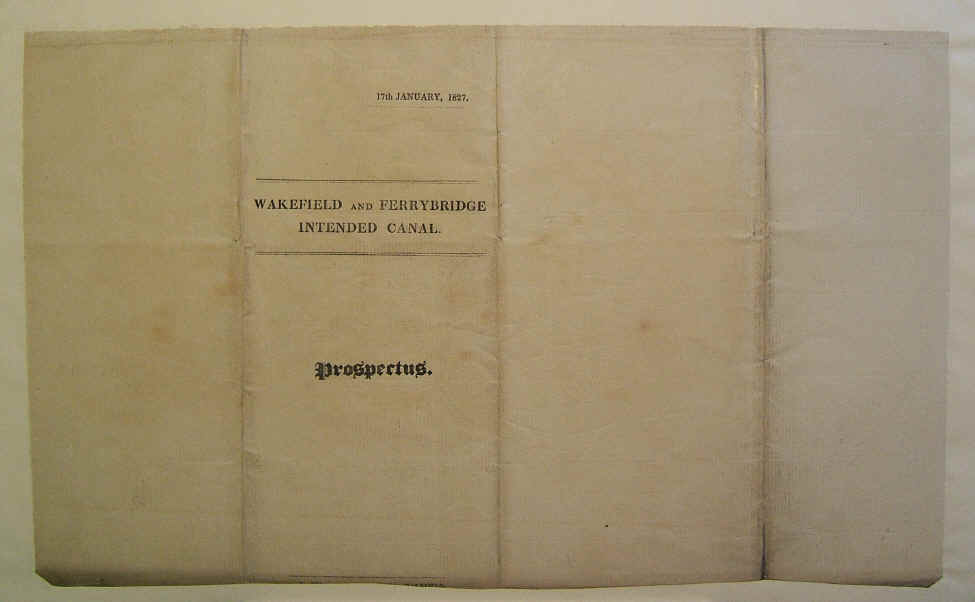 17th JANUARY, 1827.
WAKEFIELD AND FERRYBRIDGE
INTENDED CANAL.
Prospectus.